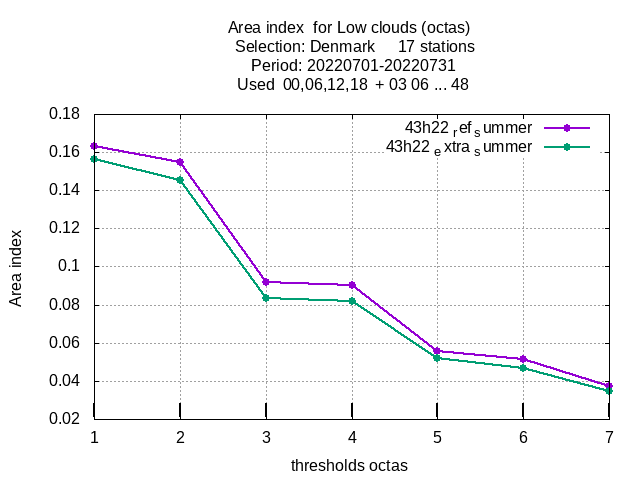 Area index  for Low clouds (octas)
Selection: Denmark     17 stations
Period: 20220701-20220731
Used  00,06,12,18  + 03 06 ... 48
0.18
43h22 ref summer
0.16
43h22 extra summer
0.14
0.12
0.1
0.08
0.06
0.04
0.02
Area index
1 2 3 4 5 6 7
thresholds octas